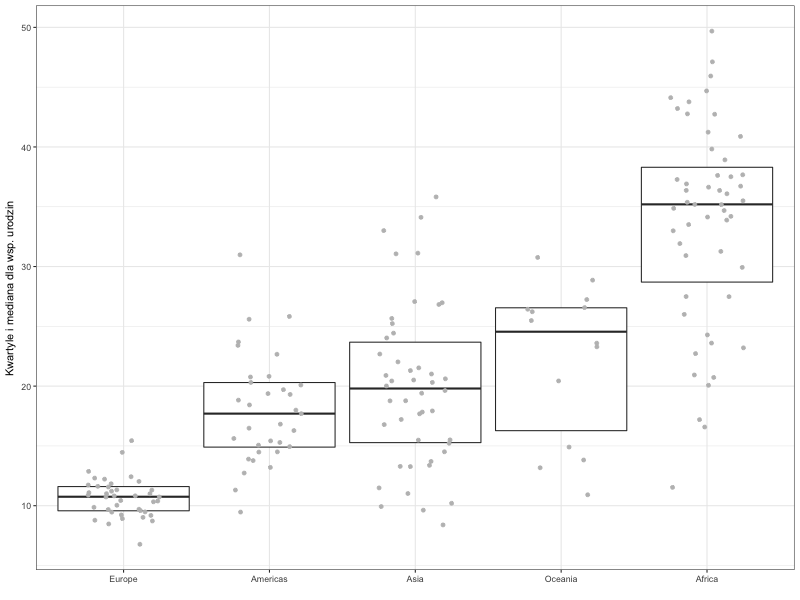 Kwartyle i mediana dla wsp. urodzin
50
40
30
20
10
Europe
Americas
Asia
Oceania
Africa